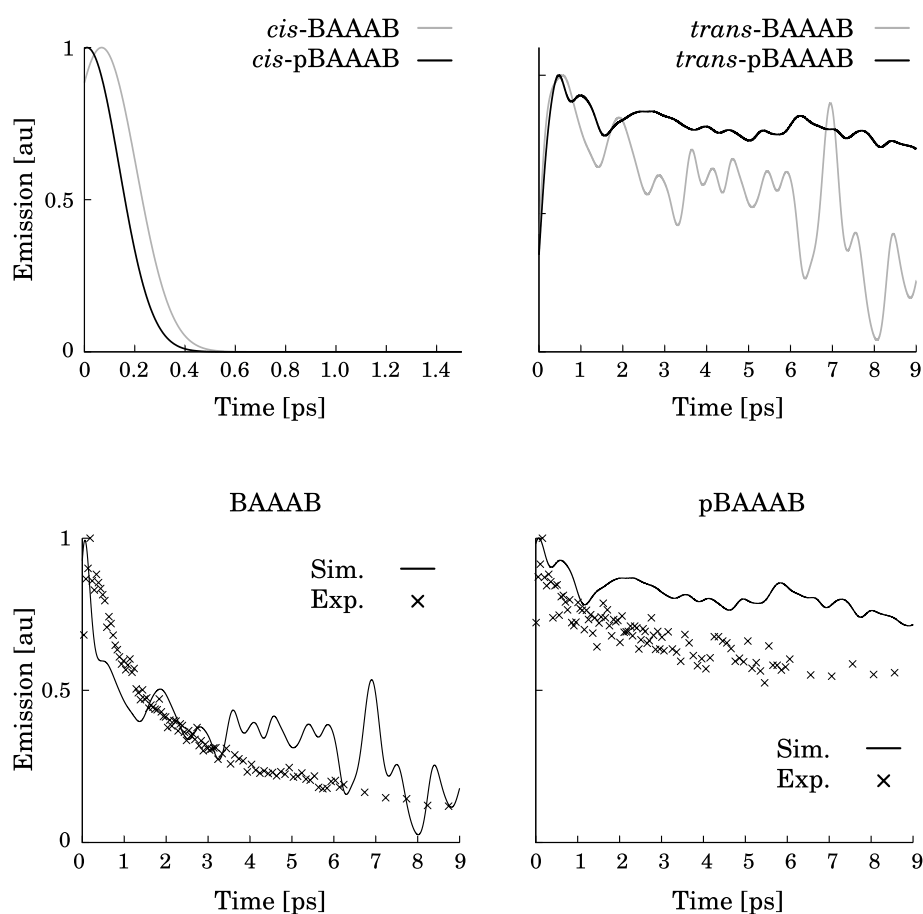 cis-BAAAB
cis-pBAAAB
1
0.5
0
Emission [au]
0 0.2 0.4 0.6 0.8 1.0 1.2 1.4
Time [ps]
trans-BAAAB
trans-pBAAAB
0 1 2 3 4 5 6 7 8 9
Time [ps]
BAAAB
Sim.
Exp.
1
0.5
0
Emission [au]
0 1 2 3 4 5 6 7 8 9
Time [ps]
pBAAAB
Sim.
Exp.
0 1 2 3 4 5 6 7 8 9
Time [ps]